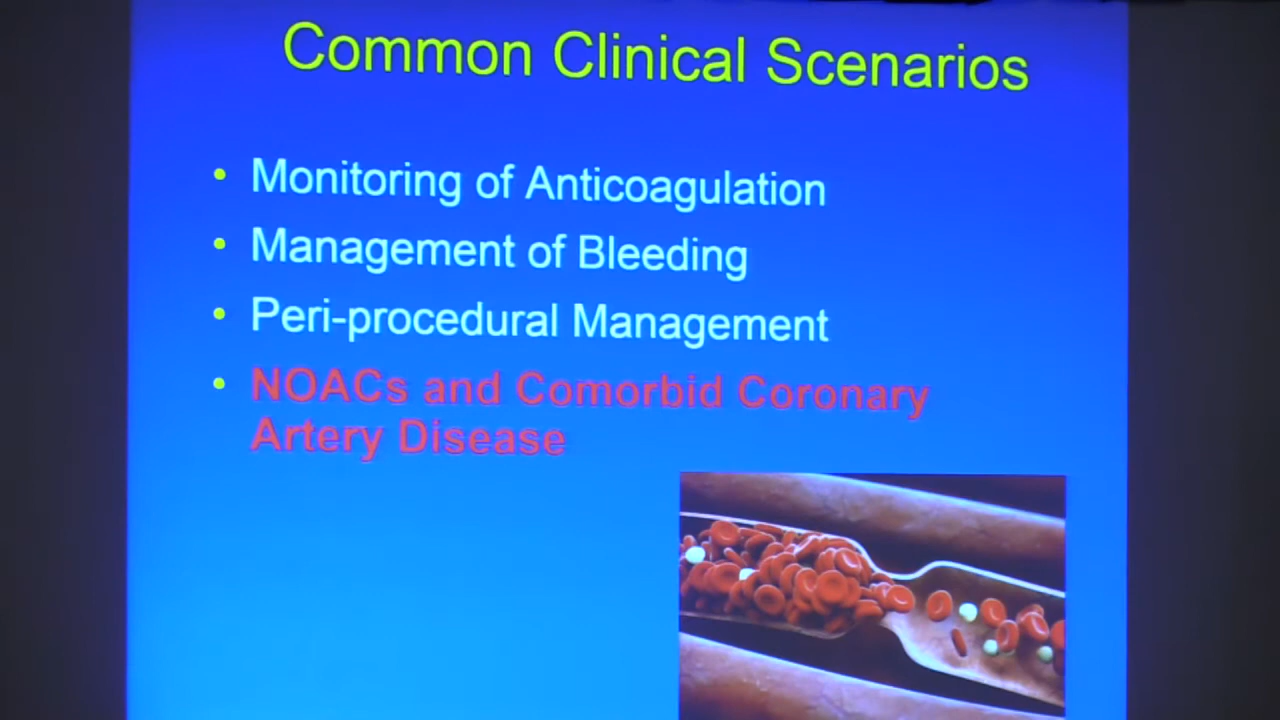 Common Clinical Scenarios
• Monitoring of Anticoagulation
• Management of Bleeding
• Peri-procedural Management
• NOACs and Comorbid Coronary
Artery Disease